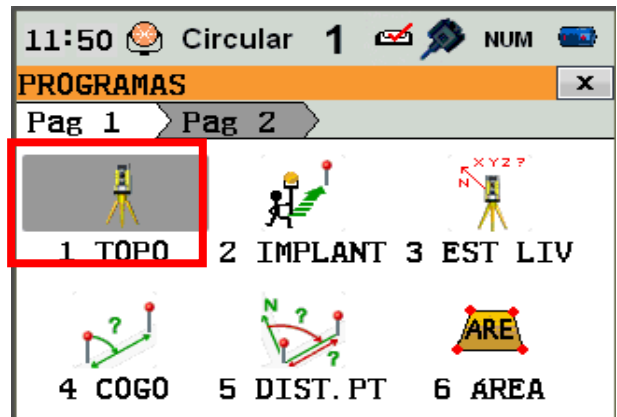 11:50 Circular 1 NUM
PROGRAMAS x
Pag 1 Pag 2
X Y Z ?
N
1 TOPO 2 IMPLANT 3 EST LIV
? N ? ? ARE
4 COGO 5 DIST.PT 6 AREA